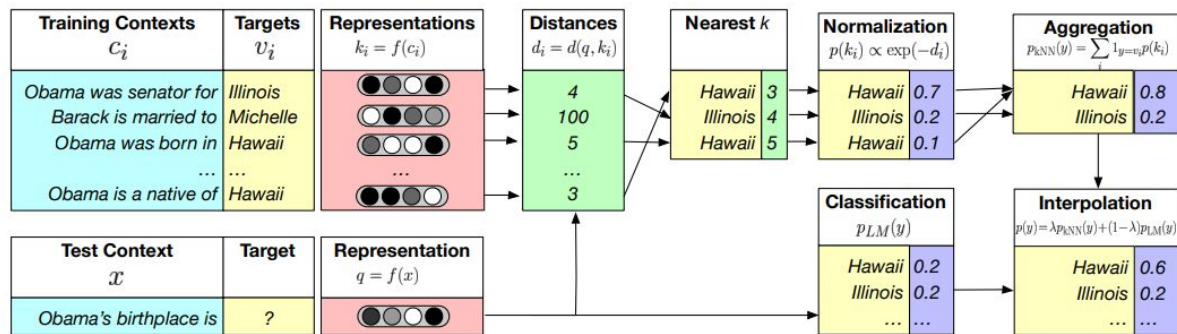 Training Contexts Targets
c_i v_i
Obama was senator for Illinois
Barack is married to Michelle
Obama was born in Hawaii
... ...
Obama is a native of Hawaii
Representations
k_i = f(c_i)
...
Distances
d_i = d(q, k_i)
4
100
5
...
3
Nearest k
Hawaii 3
Illinois 4
Hawaii 5
Normalization
p(k_i) ∝ exp(−d_i)
Hawaii 0.7
Illinois 0.2
Hawaii 0.1
Aggregation
p_kNN(y) = ∑_i 1_{y=v_i} p(k_i)
Hawaii 0.8
Illinois 0.2
Test Context Target
x
Obama's birthplace is ?
Representation
q = f(x)
Classification
p_LM(y)
Hawaii 0.2
Illinois 0.2
... ...
Interpolation
p(y) = λp_kNN(y) + (1−λ)p_LM(y)
Hawaii 0.6
Illinois 0.2
... ...